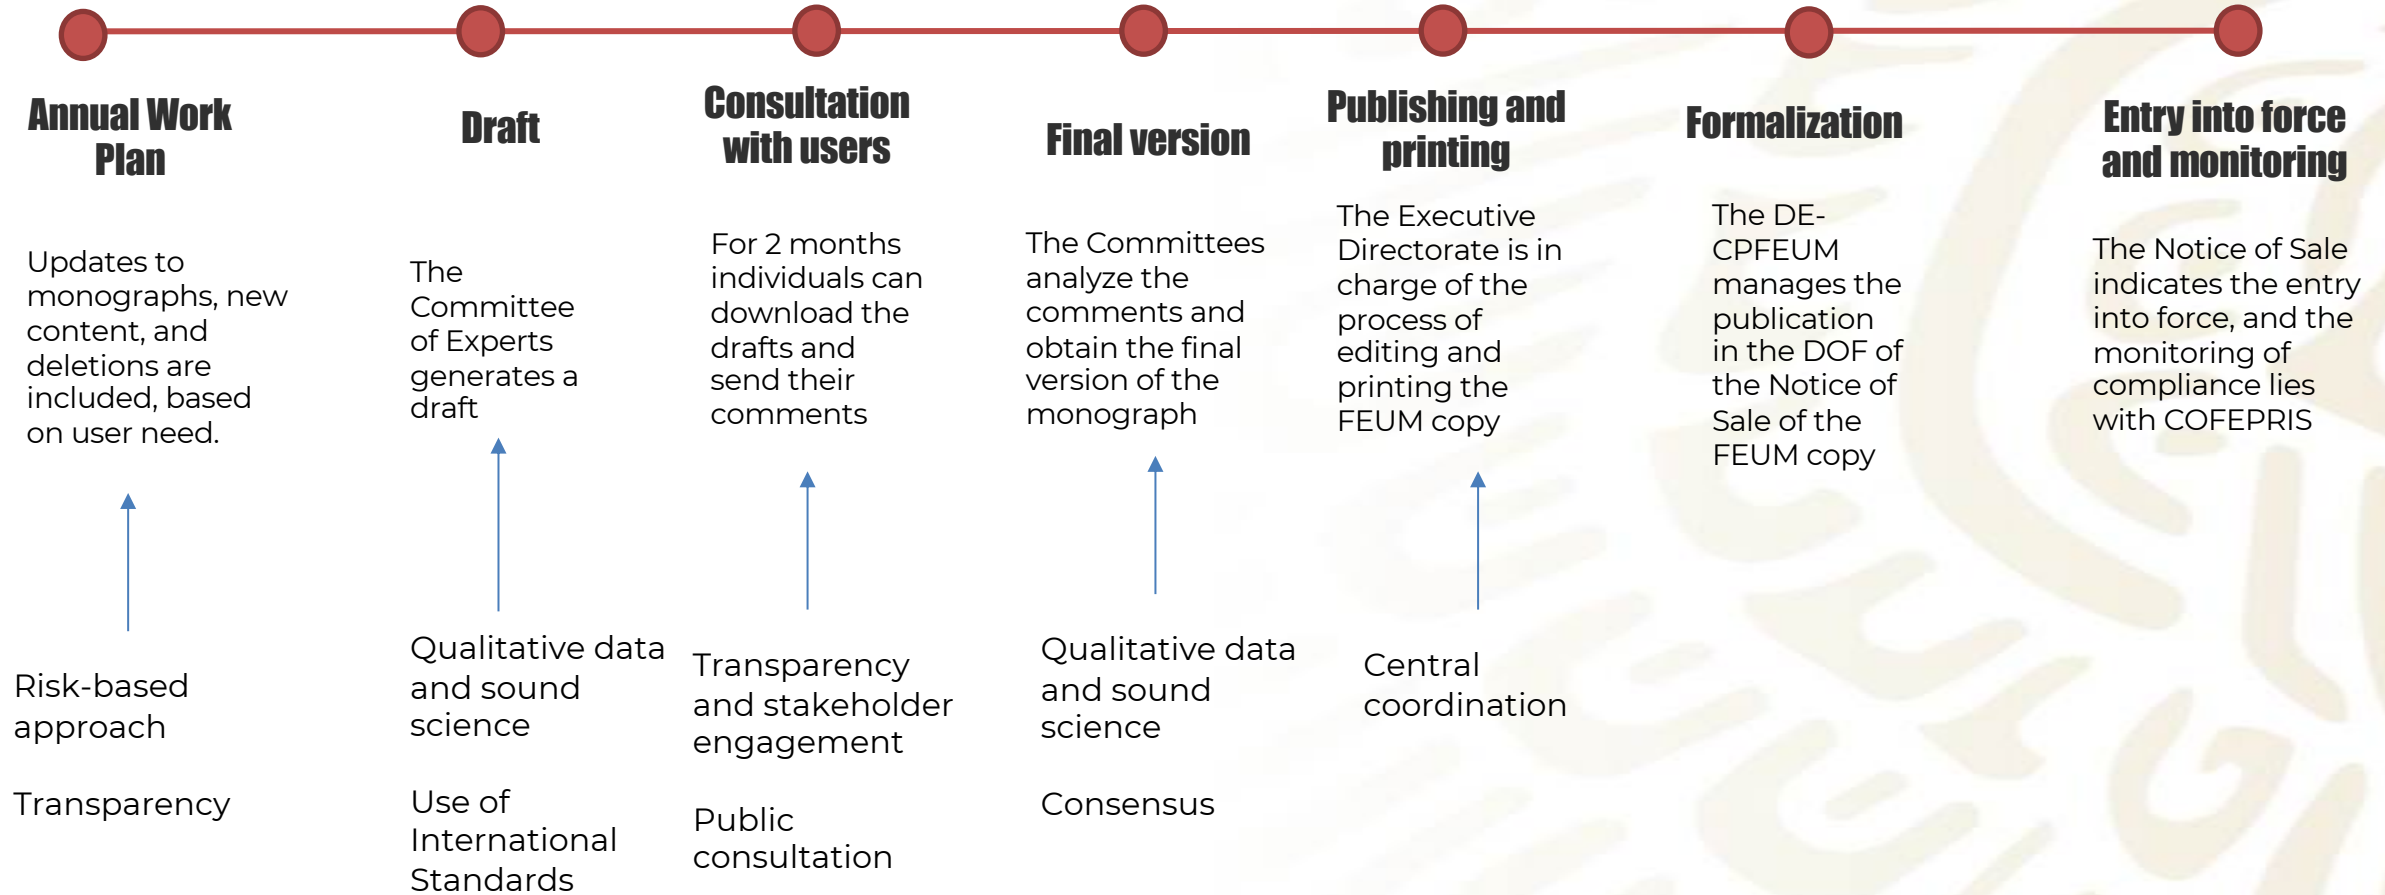 Annual Work
Plan
Updates to
monographs, new
content, and
deletions are
included, based
on user need.
Risk-based
approach
Transparency
Draft
The
Committee
of Experts
generates a
draft
Qualitative data
and sound
science
Use of
International
Standards
Consultation
with users
For 2 months
individuals can
download the
drafts and
send their
comments
Transparency
and stakeholder
engagement
Public
consultation
Final version
The Committees
analyze the
comments and
obtain the final
version of the
monograph
Qualitative data
and sound
science
Consensus
Publishing and
printing
The Executive
Directorate is in
charge of the
process of
editing and
printing the
FEUM copy
Central
coordination
Formalization
The DE-
CPFEUM
manages the
publication
in the DOF of
the Notice of
Sale of the
FEUM copy
Entry into force
and monitoring
The Notice of Sale
indicates the entry
into force, and the
monitoring of
compliance lies
with COFEPRIS